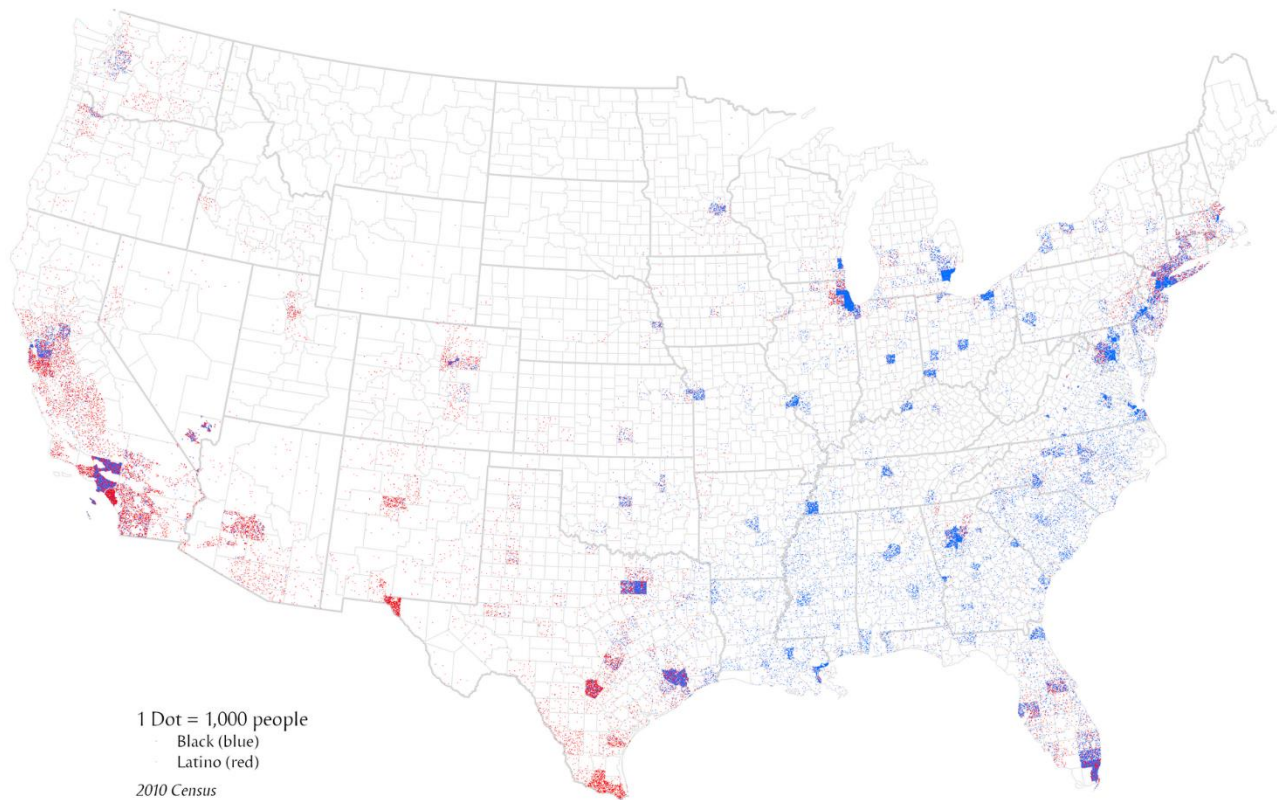 1 Dot = 1,000 people
Black (blue)
Latino (red)
2010 Census